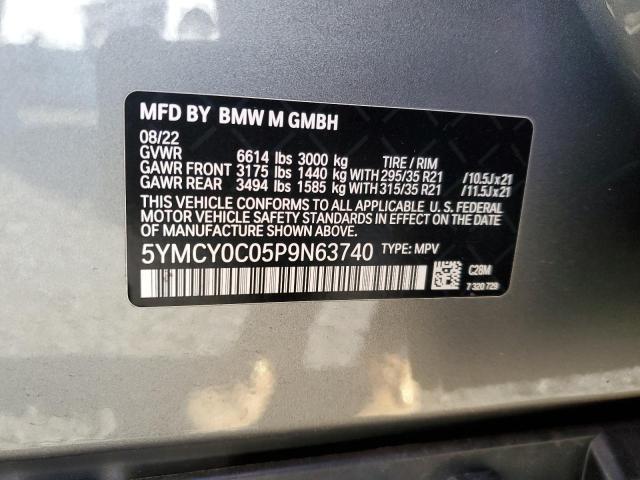 MFD BY BMW M GMBH
08/22
GVWR 6614 lbs 3000 kg TIRE / RIM
GAWR FRONT 3175 lbs 1440 kg WITH 295/35 R21 /10.5Jx21
GAWR REAR 3494 lbs 1585 kg WITH 315/35 R21 /11.5Jx21
THIS VEHICLE CONFORMS TO ALL APPLICABLE U.S. FEDERAL
MOTOR VEHICLE SAFETY STANDARDS IN EFFECT ON THE DATE OF
MANUFACTURE SHOWN ABOVE.
5YMCY0C05P9N63740 TYPE: MPV
C28M
7 320 729